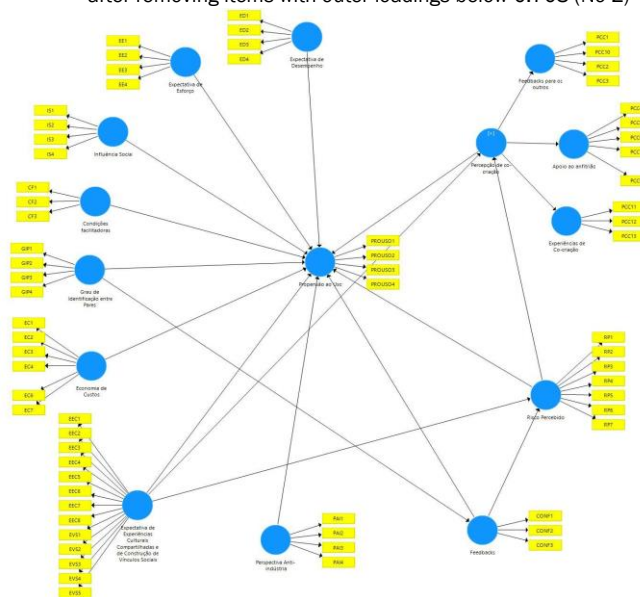 after removing items with outer loadings below 0.708 (No 2)
ED1
ED2
ED3
ED4
Expectativa de
Desempenho
EE1
EE2
EE3
EE4
Expectativa de
Esforço
IS1
IS2
IS3
IS4
Influência Social
CF1
CF2
CF3
Condições
facilitadoras
GIP1
GIP2
GIP3
GIP4
Grau de
Identificação entre
Pares
EC1
EC2
EC3
EC4
EC6
EC7
Economia de
Custos
EEC1
EEC2
EEC3
EEC4
EEC5
EEC6
EEC7
EEC8
EVS1
EVS2
EVS3
EVS4
EVS5
Expectativa de
Experiências
Culturais
Compartilhadas e
de Construção de
Vínculos Sociais
PROUSO1
PROUSO2
PROUSO3
PROUSO4
Propensão ao Uso
PAI1
PAI2
PAI3
PAI4
Perspectiva Anti-
indústria
CONF1
CONF2
CONF3
Feedbacks
RP1
RP2
RP3
RP4
RP5
RP6
RP7
Risco Percebido
[+]
Percepção de co-
criação
PCC1
PCC10
PCC2
PCC3
Feedbacks para os
outros
Apoio ao anfitrião
PCC11
PCC12
PCC13
Experiências de
Co-criação